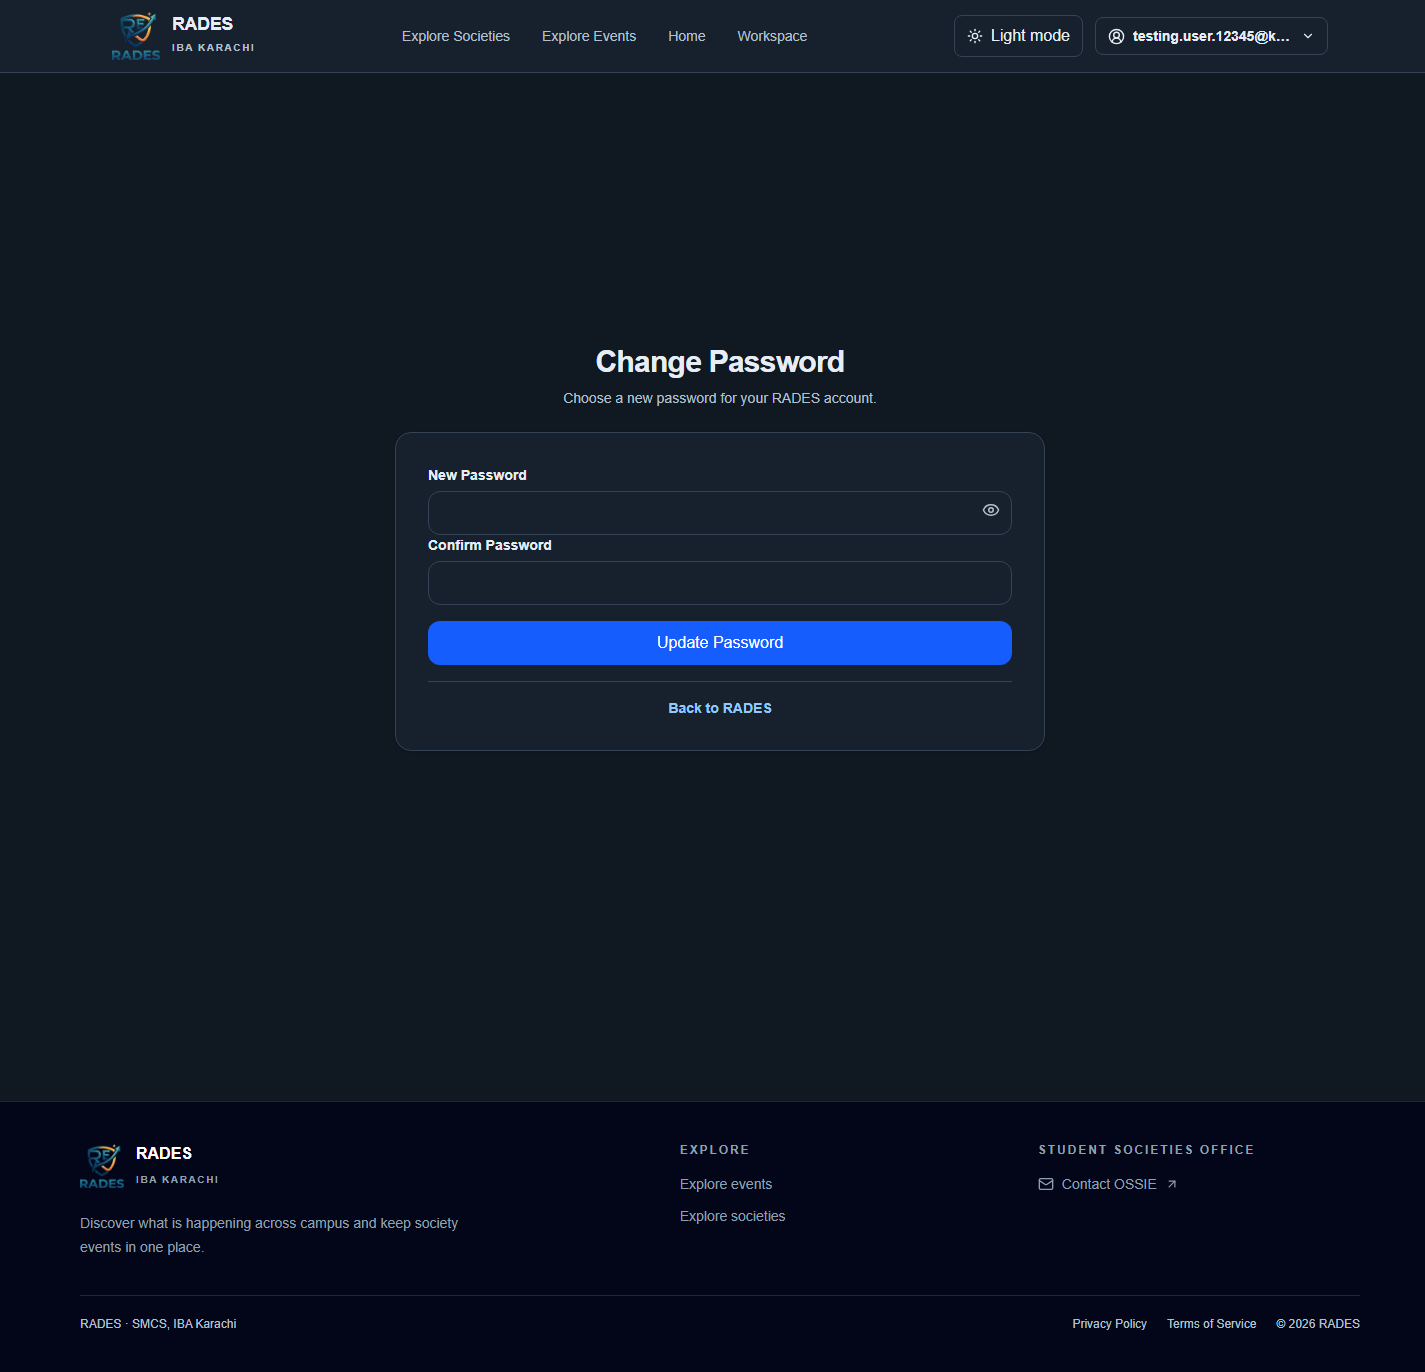 RADES
RADES
IBA KARACHI
Explore Societies
Explore Events
Home
Workspace
Light mode
testing.user.12345@k...
Change Password
Choose a new password for your RADES account.
New Password
Confirm Password
Update Password
Back to RADES
RADES
RADES
IBA KARACHI
Discover what is happening across campus and keep society
events in one place.
EXPLORE
Explore events
Explore societies
STUDENT SOCIETIES OFFICE
Contact OSSIE
RADES · SMCS, IBA Karachi
Privacy Policy
Terms of Service
© 2026 RADES